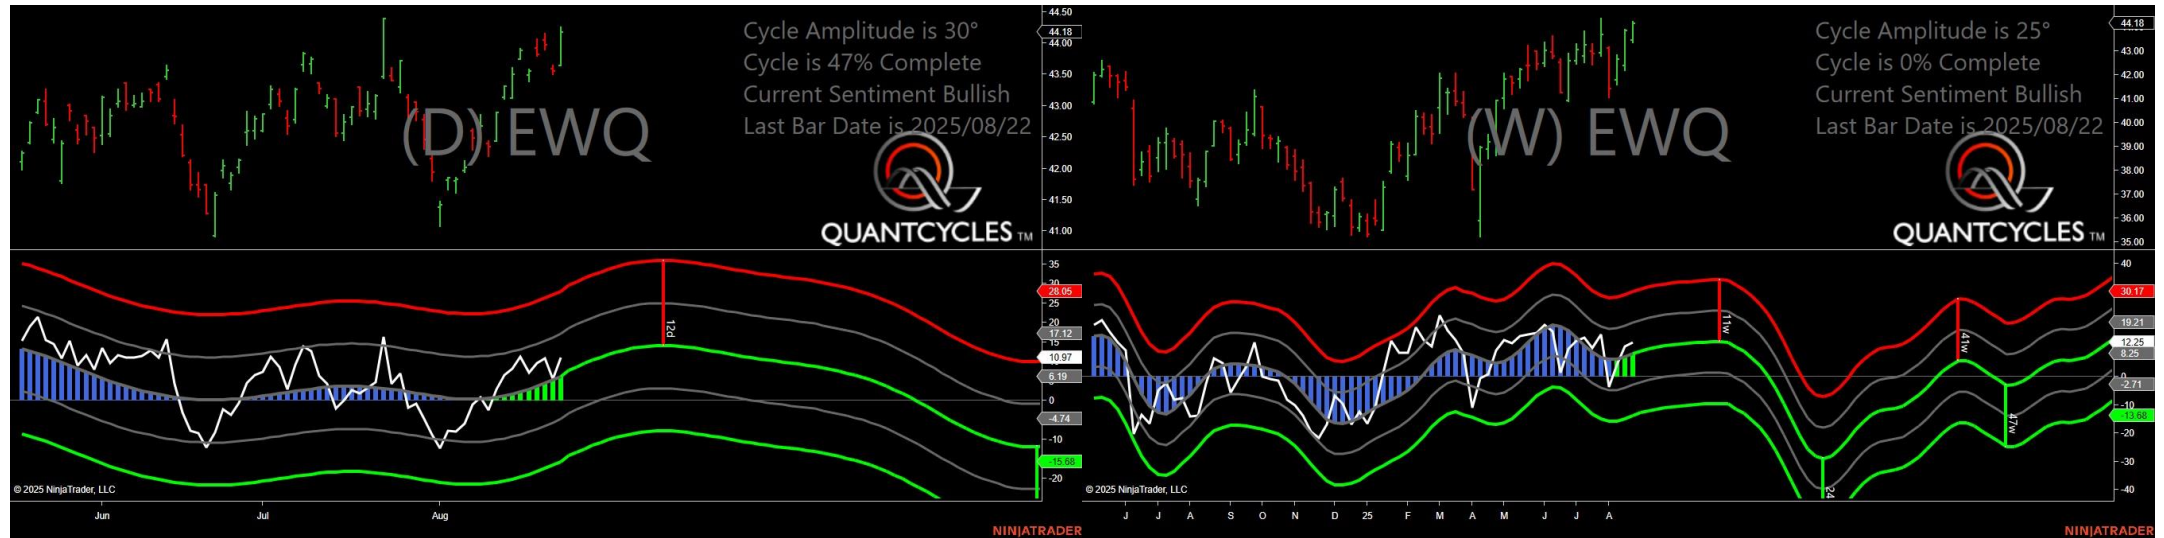 Cycle Amplitude is 30°
Cycle is 47% Complete
Current Sentiment Bullish
Last Bar Date is 2025/08/22
(D) EWQ
QUANTCYCLES TM
44.50
44.18
44.00
43.50
43.00
42.50
42.00
41.50
41.00
35
28.05
30
25
20
17.12
15
10.97
6.19
0
-4.74
-10
-15.68
-20
12d
© 2025 NinjaTrader, LLC
Jun Jul Aug
NINJATRADER
Cycle Amplitude is 25°
Cycle is 0% Complete
Current Sentiment Bullish
Last Bar Date is 2025/08/22
(W) EWQ
QUANTCYCLES TM
44.18
43.00
42.00
41.00
40.00
39.00
38.00
37.00
36.00
35.00
40
30.17
19.21
12.25
8.25
0
-2.71
-10
-13.68
-20
-30
-40
11w
41w
47w
24
© 2025 NinjaTrader, LLC
J J A S O N D 25 F M A M J J A
NINJATRADER